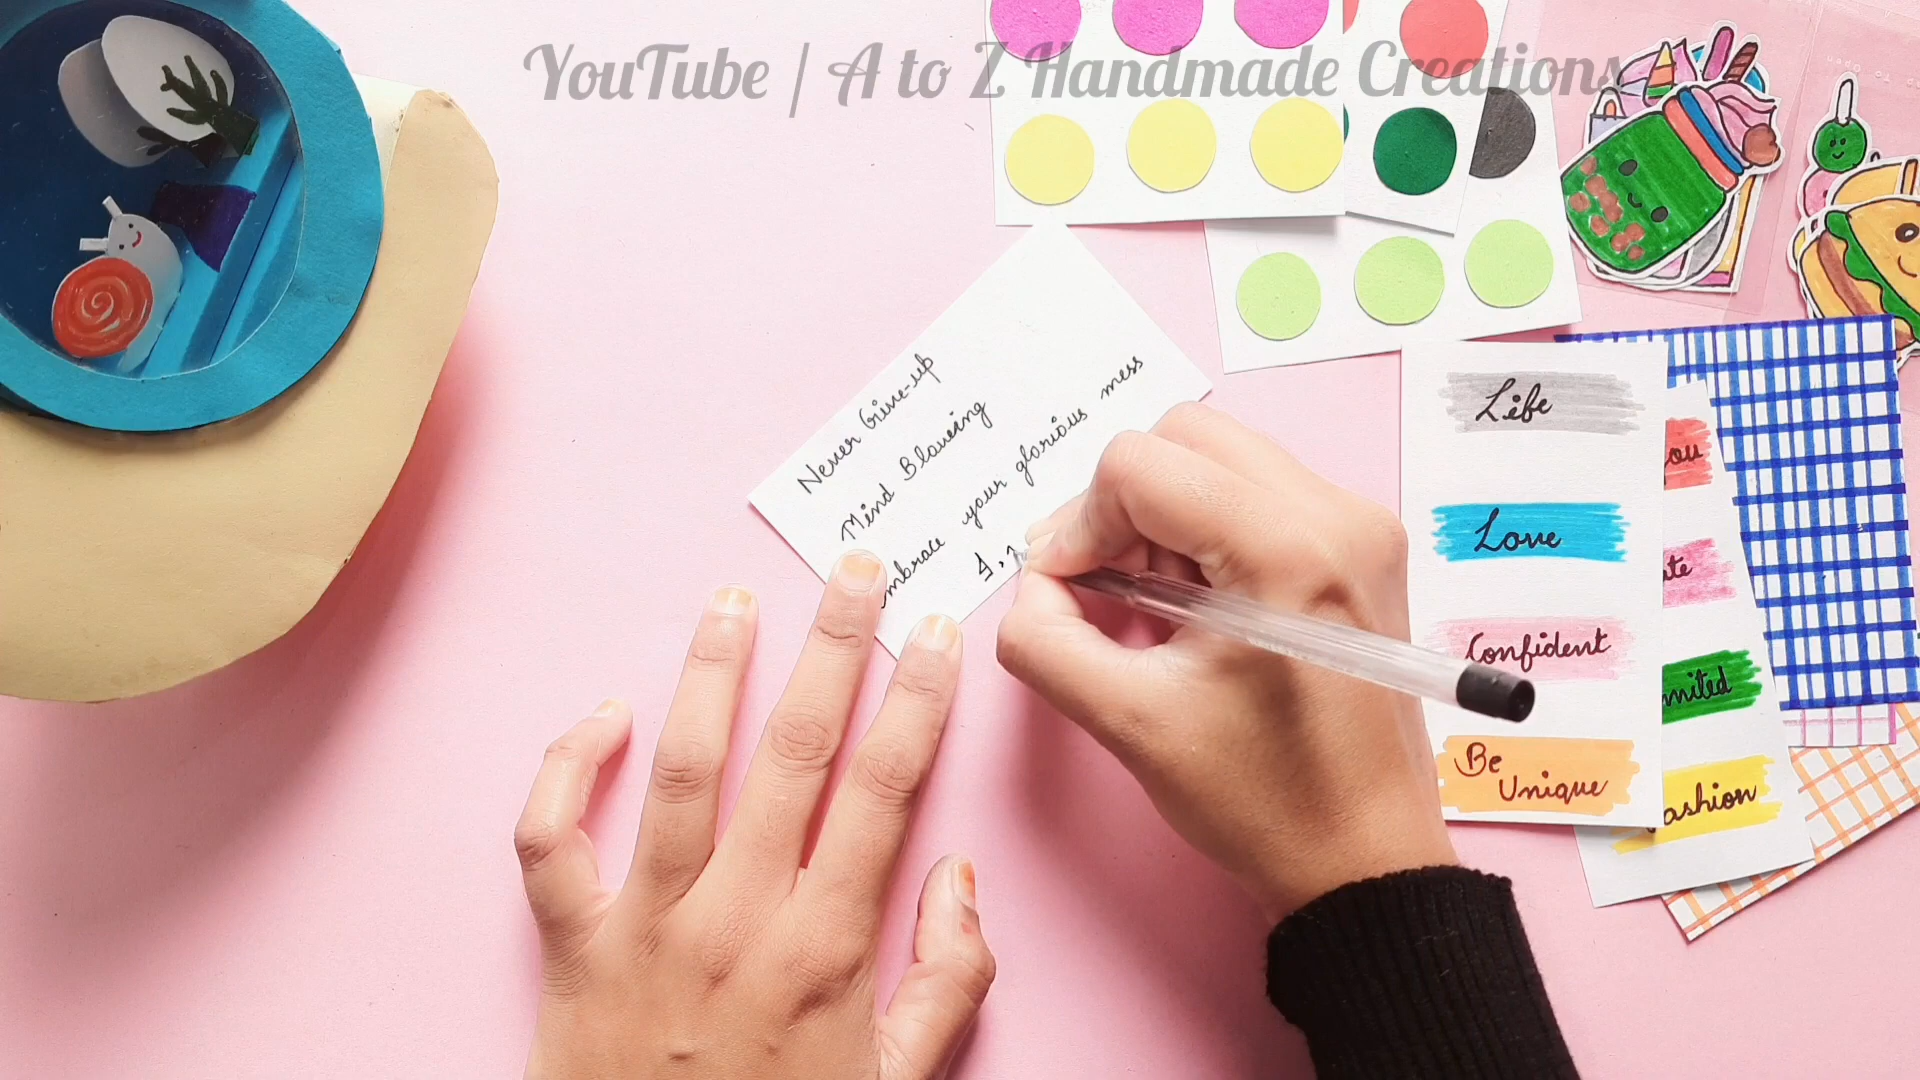 YouTube | A to Z Handmade Creations
Never Give-up
Mind Blowing
embrace your glorious mess
Life
Love
Confident
Be
Unique